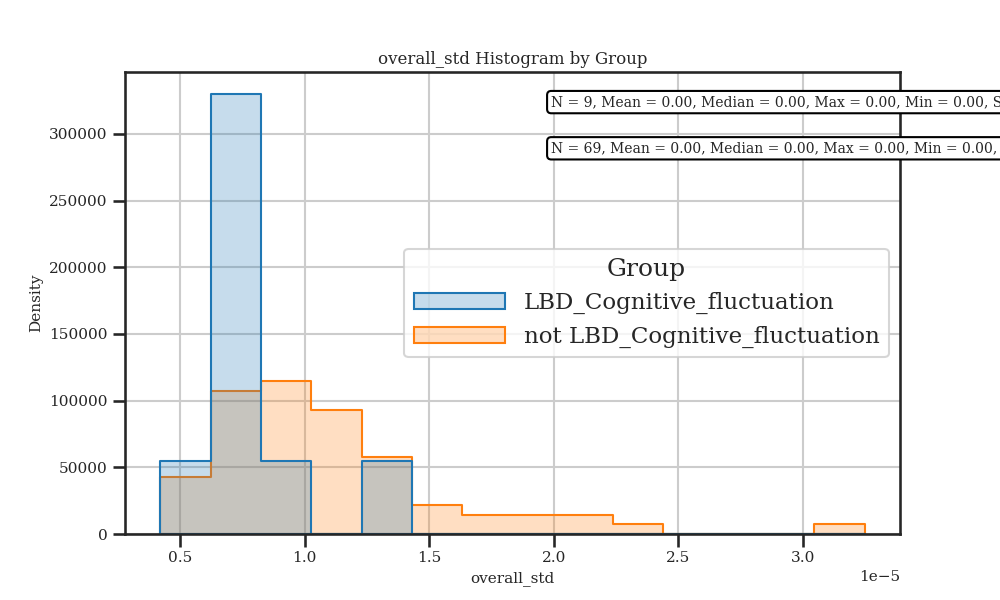 overall_std Histogram by Group
N = 9, Mean = 0.00, Median = 0.00, Max = 0.00, Min = 0.00, S
N = 69, Mean = 0.00, Median = 0.00, Max = 0.00, Min = 0.00,
300000
250000
200000
150000
100000
50000
0
Density
Group
LBD_Cognitive_fluctuation
not LBD_Cognitive_fluctuation
0.5 1.0 1.5 2.0 2.5 3.0
1e−5
overall_std